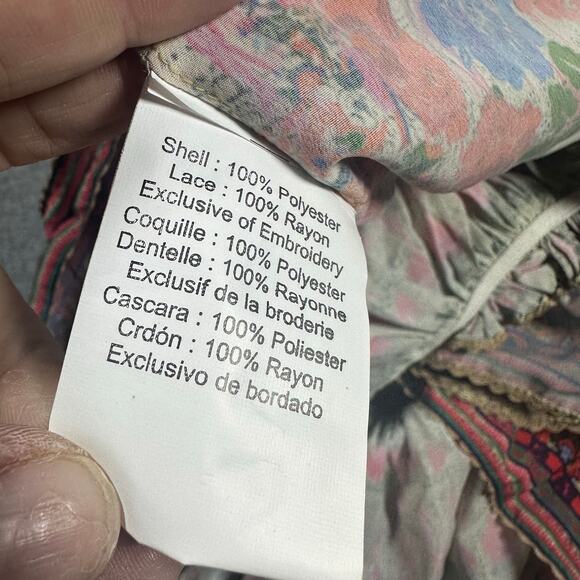 Shell : 100% Polyester
Lace : 100% Rayon
Exclusive of Embroidery
Coquille : 100% Polyester
Dentelle : 100% Rayonne
Exclusif de la broderie
Cascara : 100% Poliester
Crdón : 100% Rayon
Exclusivo de bordado